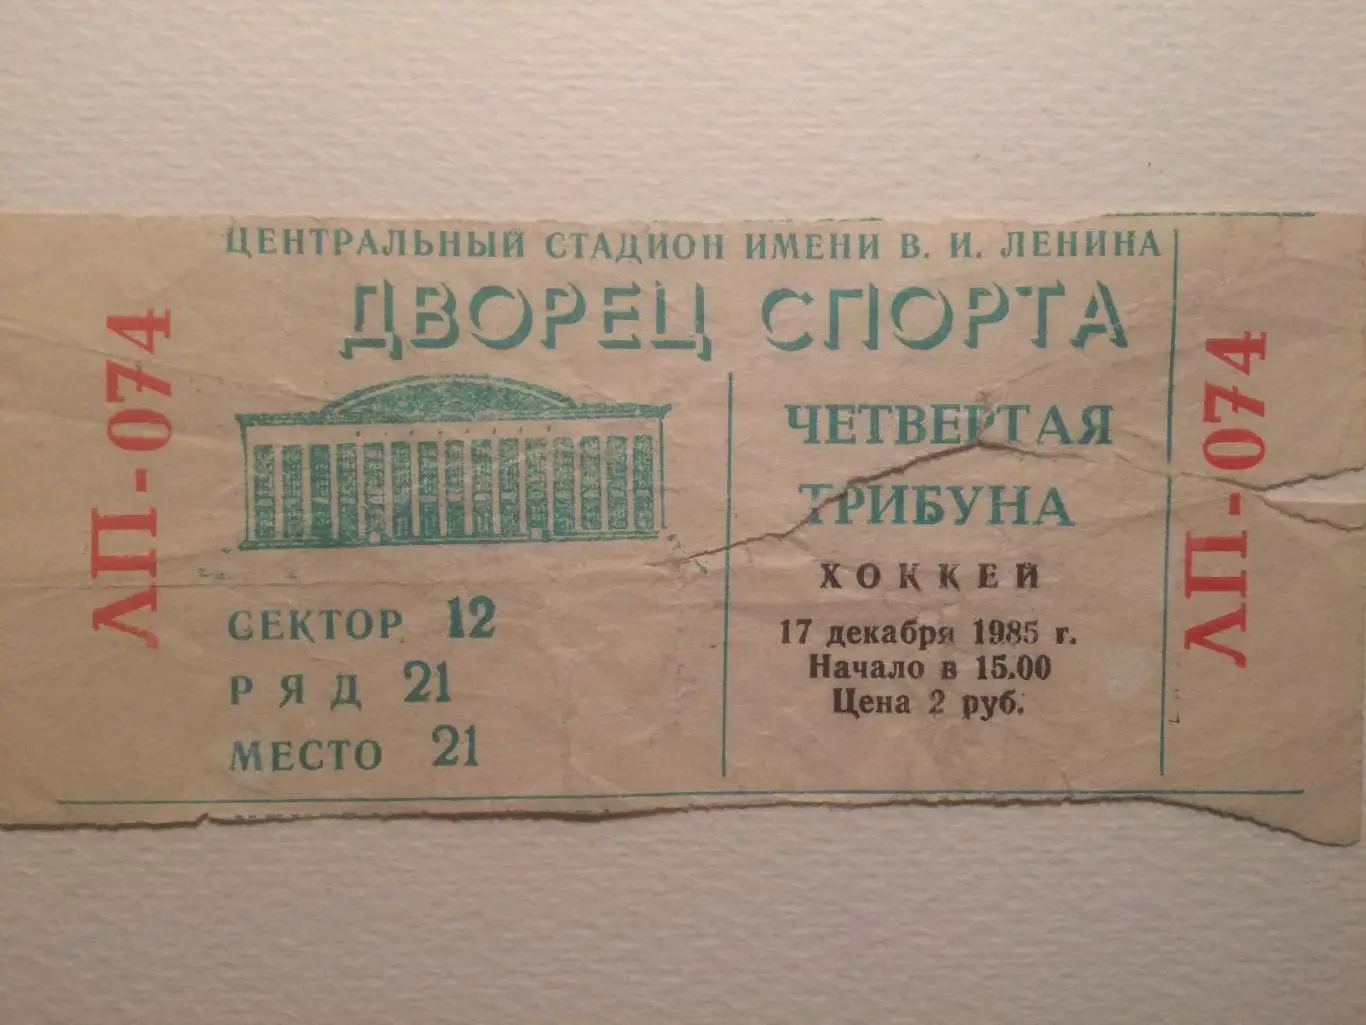 ЛП-074
ЦЕНТРАЛЬНЫЙ СТАДИОН ИМЕНИ В. И. ЛЕНИНА
ДВОРЕЦ СПОРТА
СЕКТОР 12
РЯД 21
МЕСТО 21
ЧЕТВЕРТАЯ
ТРИБУНА
ХОККЕЙ
17 декабря 1985 г.
Начало в 15.00
Цена 2 руб.
ЛП-074